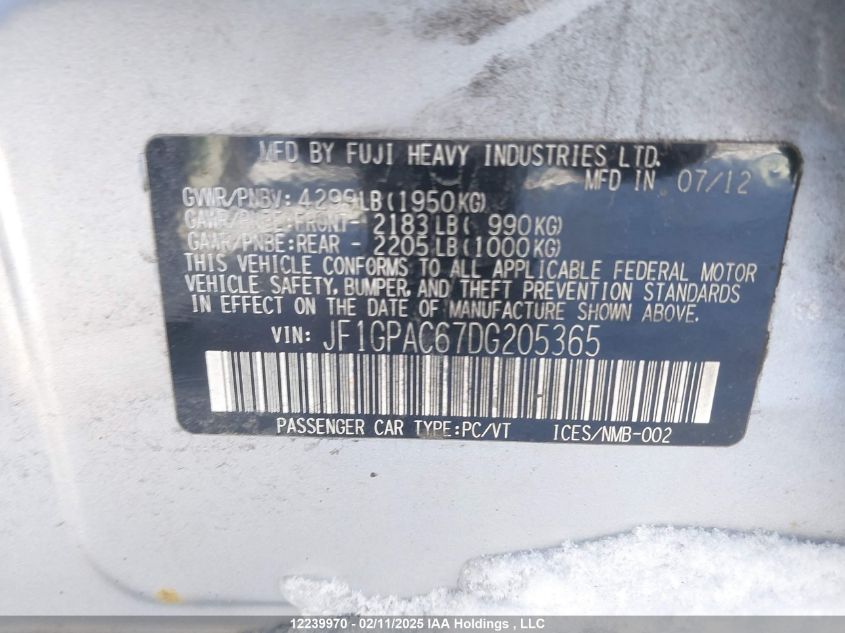 MFD BY FUJI HEAVY INDUSTRIES LTD.
MFD IN 07/12
GVWR/PNBV: 4299LB(1950KG)
GAWR/PNBE:FRONT- 2183LB( 990KG)
GAWR/PNBE:REAR - 2205LB(1000KG)
THIS VEHICLE CONFORMS TO ALL APPLICABLE FEDERAL MOTOR
VEHICLE SAFETY, BUMPER, AND THEFT PREVENTION STANDARDS
IN EFFECT ON THE DATE OF MANUFACTURE SHOWN ABOVE.
VIN: JF1GPAC67DG205365
PASSENGER CAR TYPE:PC/VT ICES/NMB-002
12239970 - 02/11/2025 IAA Holdings , LLC